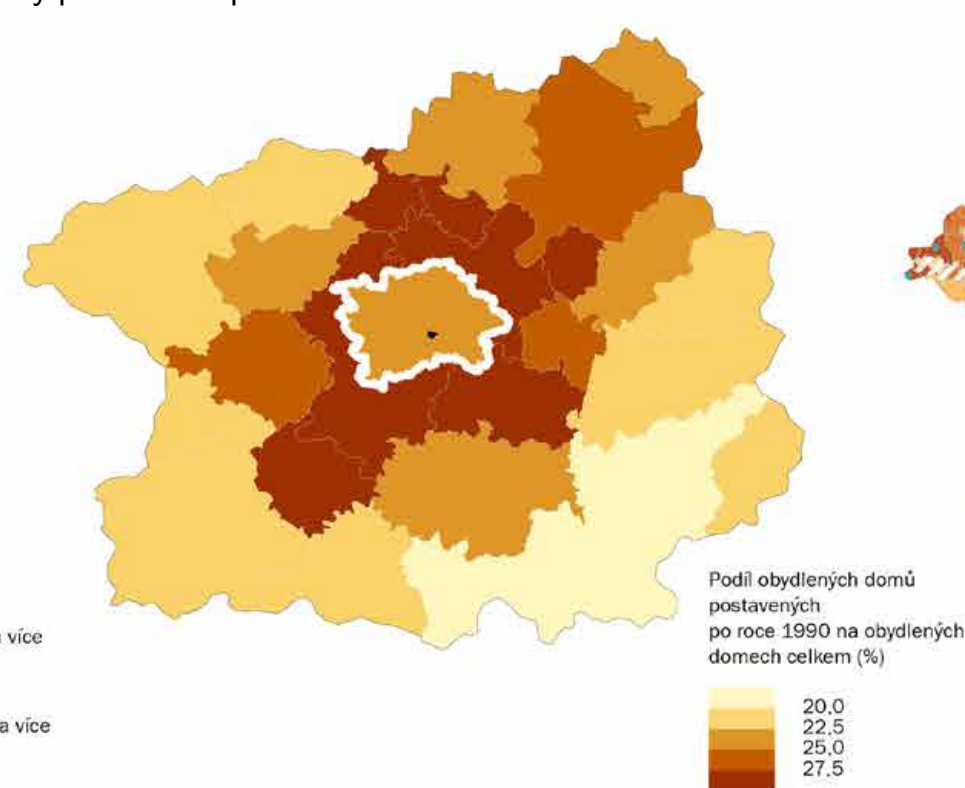 více
a více
Podíl obydlených domů
postavených
po roce 1990 na obydlených
domech celkem (%)
20,0
22,5
25,0
27,5